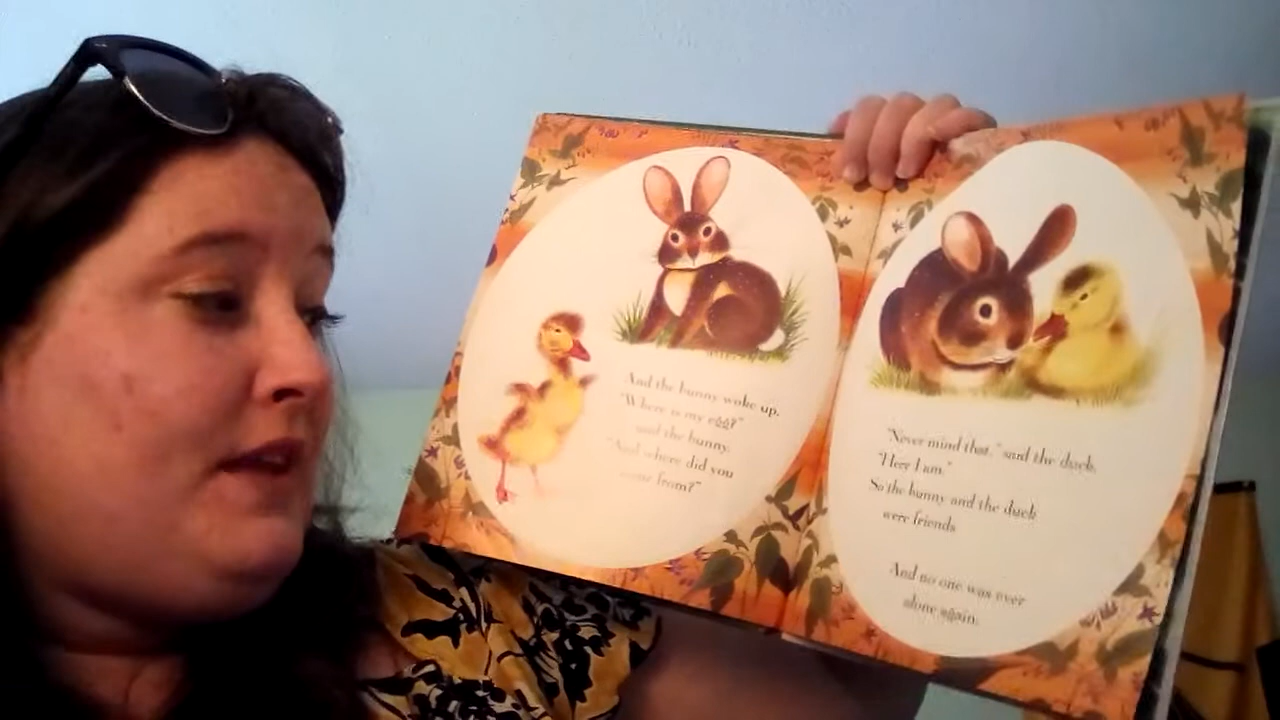 And the bunny woke up.
"Where is my egg?"
said the bunny.
"And where did you
come from?"
"Never mind that," said the duck.
"Here I am."
So the bunny and the duck
were friends
And no one was ever
alone again.